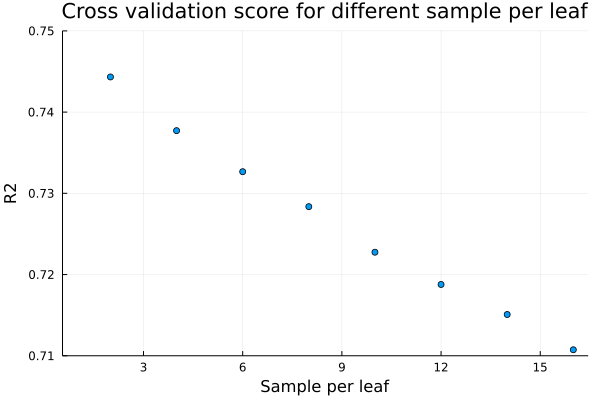 Cross validation score for different sample per leaf
0.75
0.74
0.73
0.72
0.71
R2
3 6 9 12 15
Sample per leaf